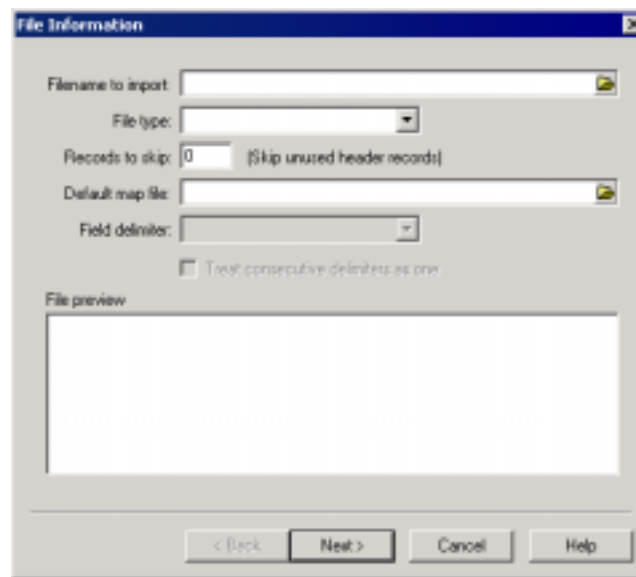 File Information
Filename to import:
File type:
Records to skip: 0 (Skip unused header records)
Default map file:
Field delimiter:
Treat consecutive delimiters as one
File preview
< Back Next > Cancel Help